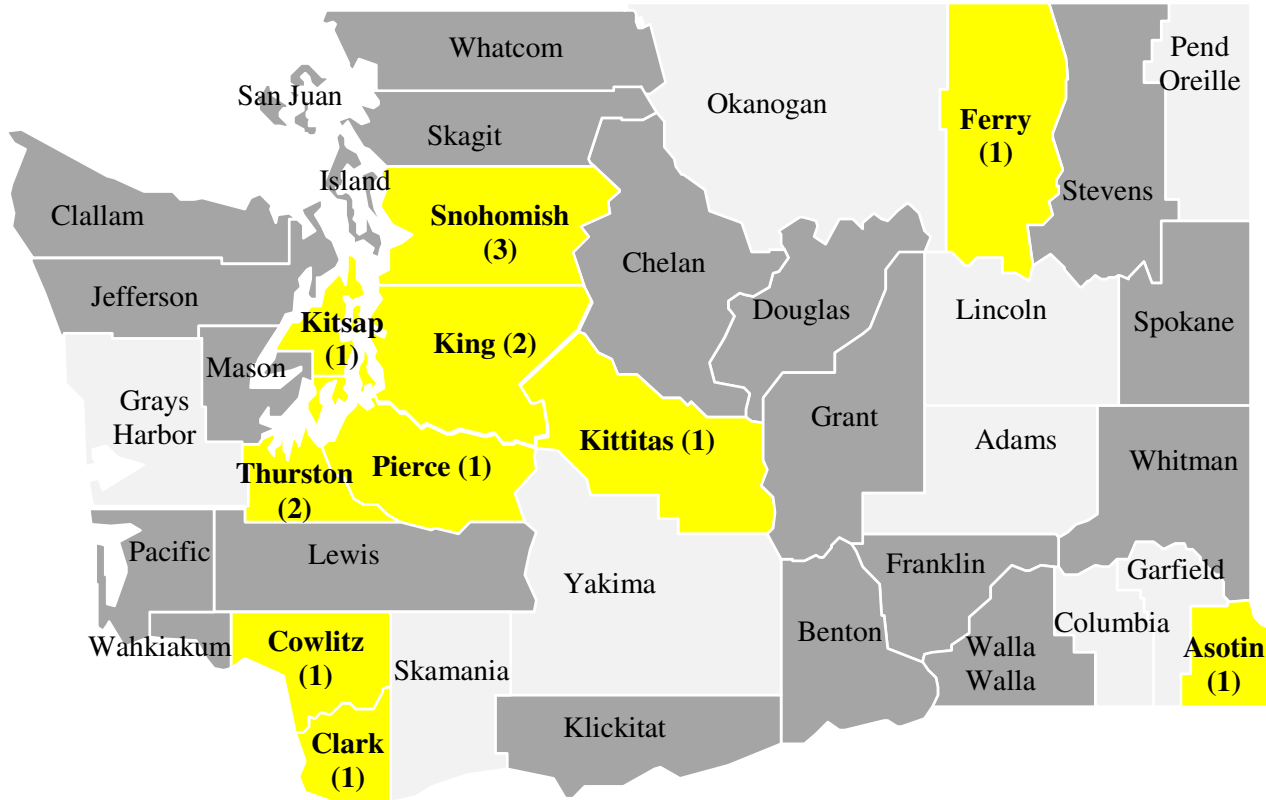 Whatcom
Pend
Oreille
San Juan
Okanogan
Ferry
(1)
Skagit
Island
Stevens
Clallam
Snohomish
(3)
Chelan
Jefferson
Douglas
Lincoln
Spokane
Kitsap
(1)
King (2)
Mason
Grays
Harbor
Grant
Kittitas (1)
Adams
Whitman
Thurston
(2)
Pierce (1)
Pacific
Lewis
Yakima
Franklin
Garfield
Columbia
Benton
Wahkiakum
Cowlitz
(1)
Skamania
Walla
Walla
Asotin
(1)
Klickitat
Clark
(1)